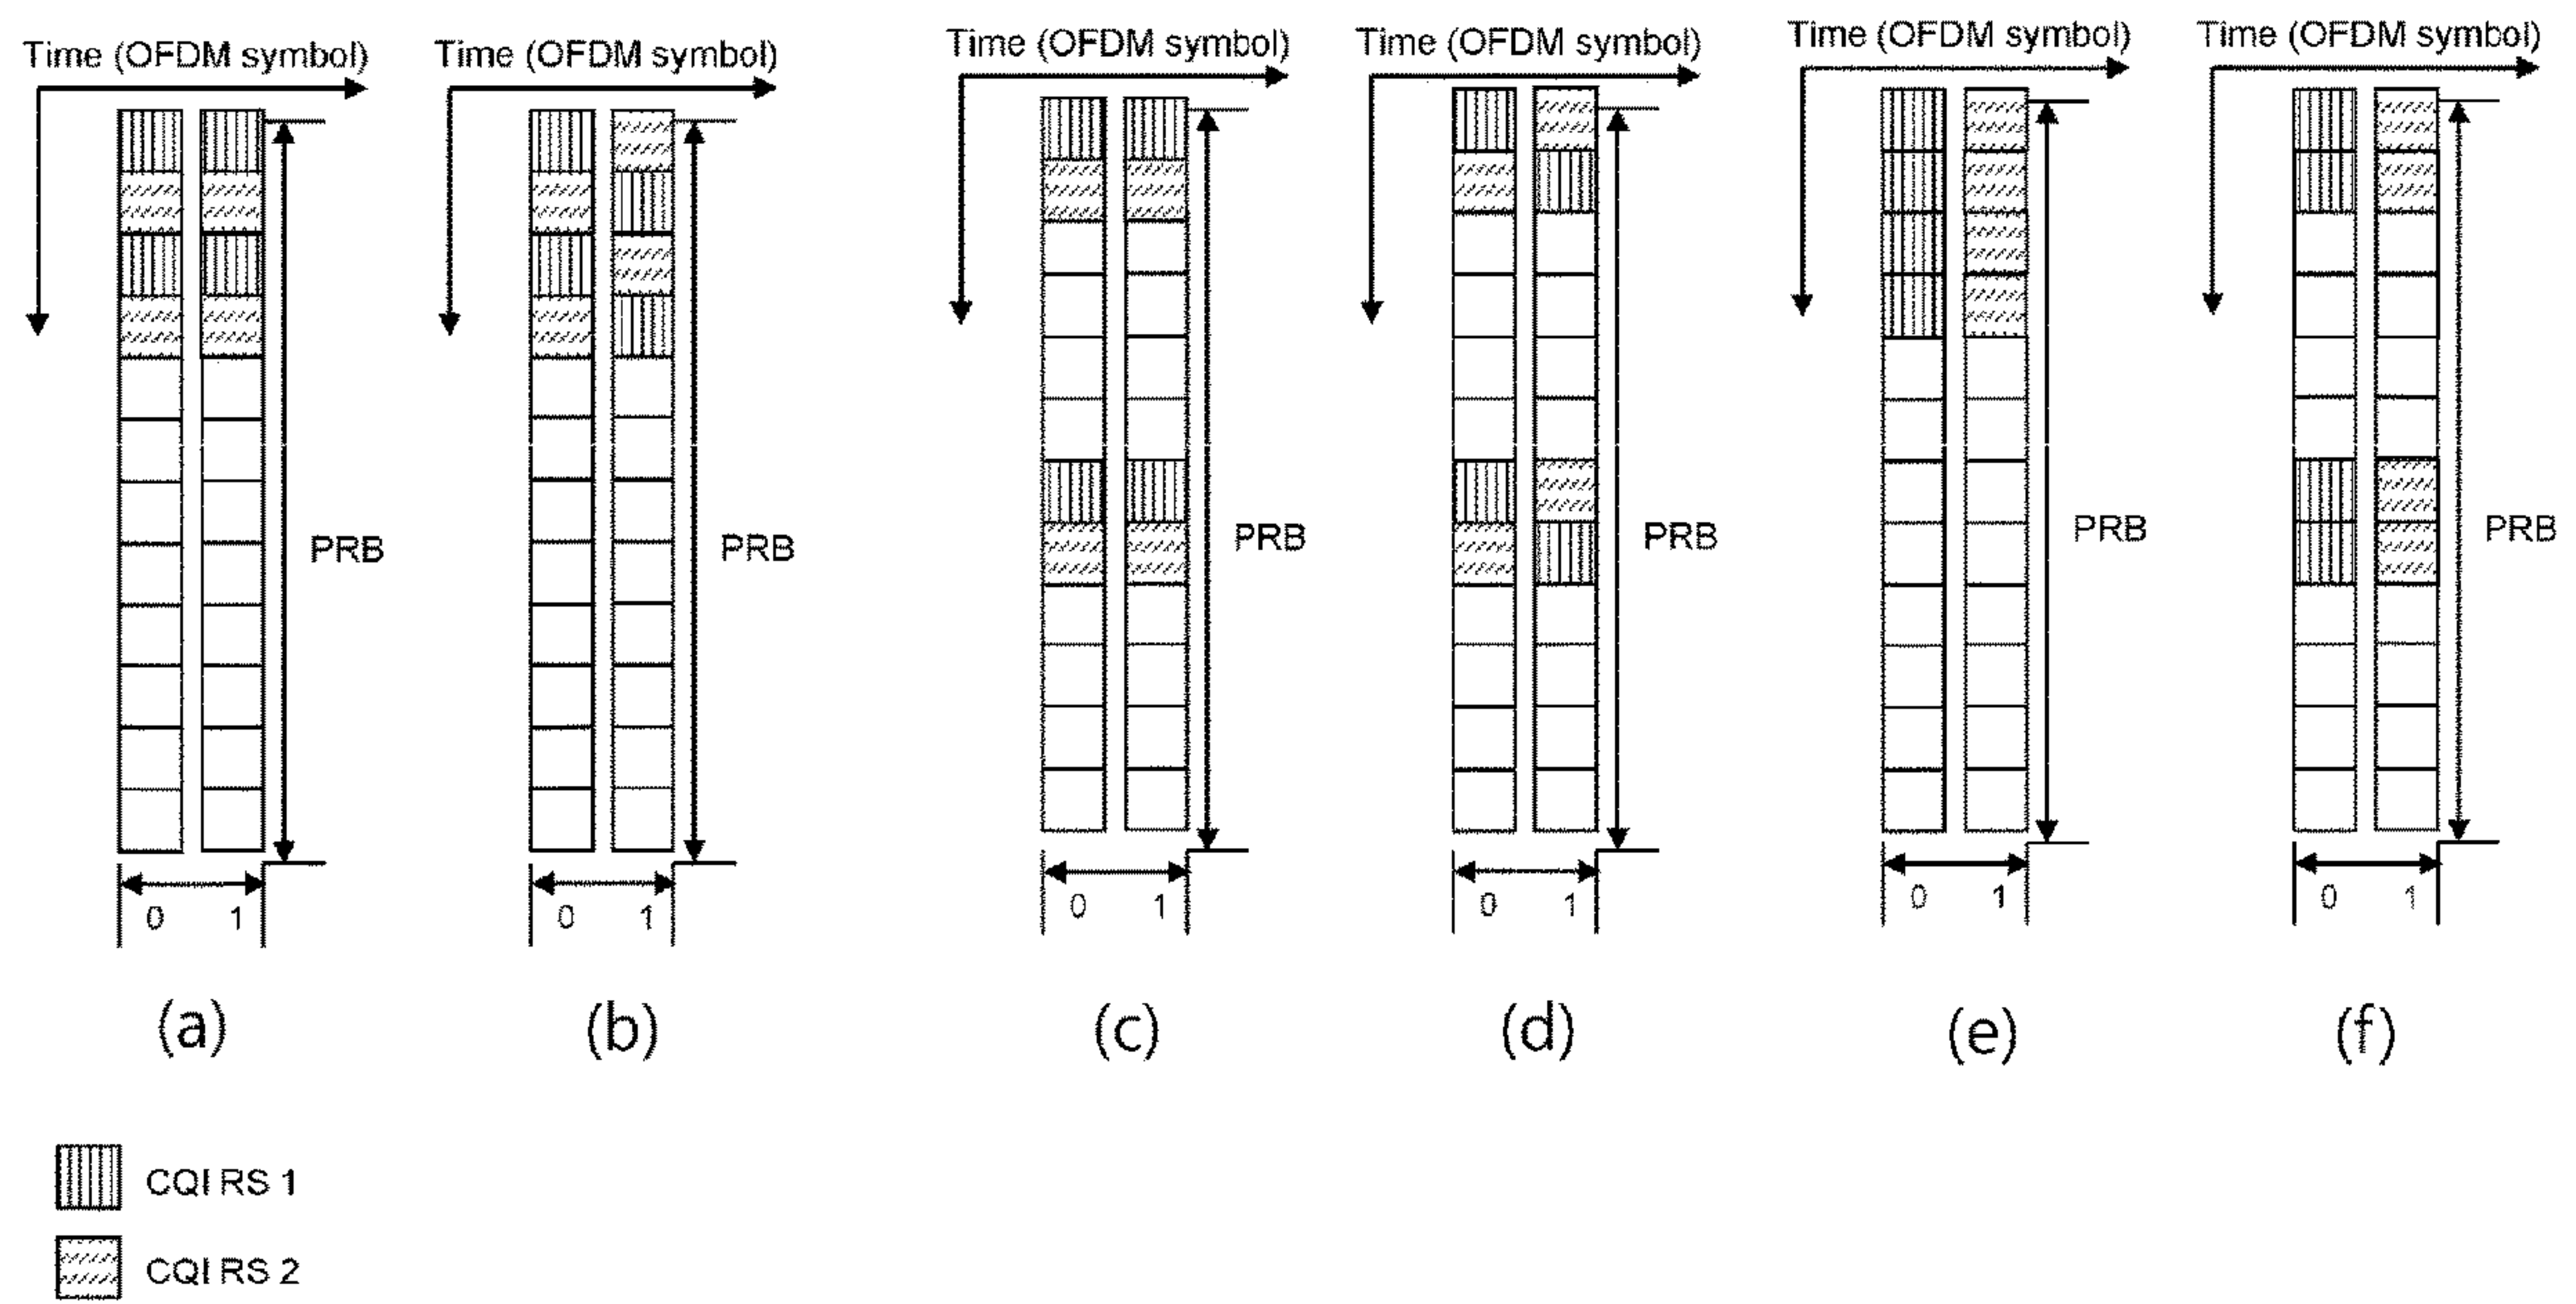 Time (OFDM symbol) Time (OFDM symbol) Time (OFDM symbol) Time (OFDM symbol) Time (OFDM symbol) Time (OFDM symbol)
PRB PRB PRB PRB PRB PRB
0 1 0 1 0 1 0 1 0 1 0 1
(a) (b) (c) (d) (e) (f)
CQI RS 1
CQI RS 2